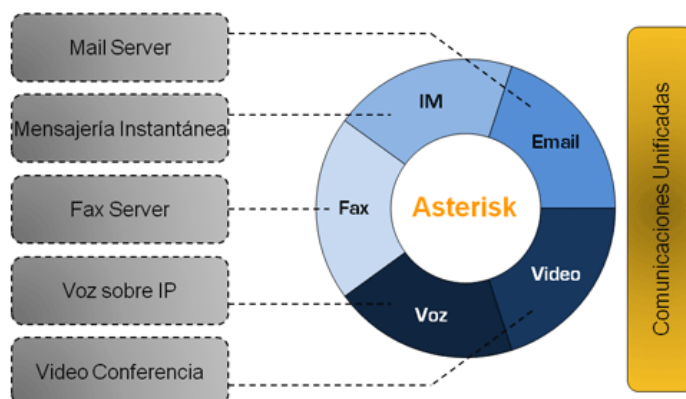 Mail Server
Mensajería Instantánea
Fax Server
Voz sobre IP
Video Conferencia
IM
Email
Fax
Asterisk
Video
Voz
Comunicaciones Unificadas